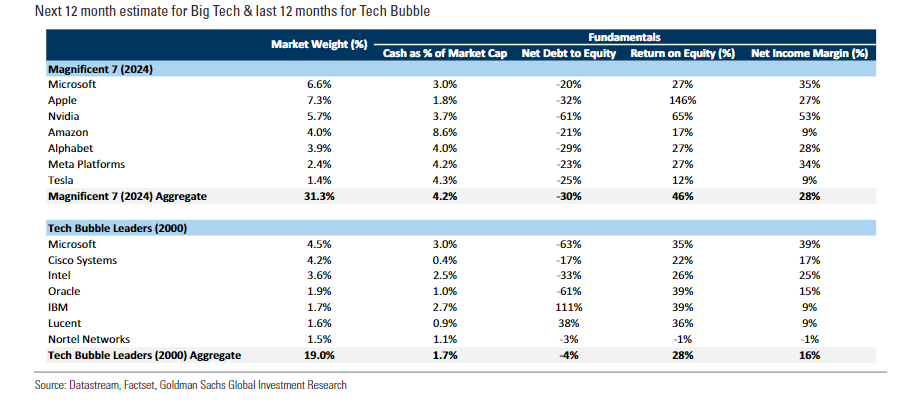 Next 12 month estimate for Big Tech & last 12 months for Tech Bubble
Fundamentals
Market Weight (%) Cash as % of Market Cap Net Debt to Equity Return on Equity (%) Net Income Margin (%)
Magnificent 7 (2024)
Microsoft 6.6% 3.0% -20% 27% 35%
Apple 7.3% 1.8% -32% 146% 27%
Nvidia 5.7% 3.7% -61% 65% 53%
Amazon 4.0% 8.6% -21% 17% 9%
Alphabet 3.9% 4.0% -29% 27% 28%
Meta Platforms 2.4% 4.2% -23% 27% 34%
Tesla 1.4% 4.3% -25% 12% 9%
Magnificent 7 (2024) Aggregate 31.3% 4.2% -30% 46% 28%
Tech Bubble Leaders (2000)
Microsoft 4.5% 3.0% -63% 35% 39%
Cisco Systems 4.2% 0.4% -17% 22% 17%
Intel 3.6% 2.5% -33% 26% 25%
Oracle 1.9% 1.0% -61% 39% 15%
IBM 1.7% 2.7% 111% 39% 9%
Lucent 1.6% 0.9% 38% 36% 9%
Nortel Networks 1.5% 1.1% -3% -1% -1%
Tech Bubble Leaders (2000) Aggregate 19.0% 1.7% -4% 28% 16%
Source: Datastream, Factset, Goldman Sachs Global Investment Research